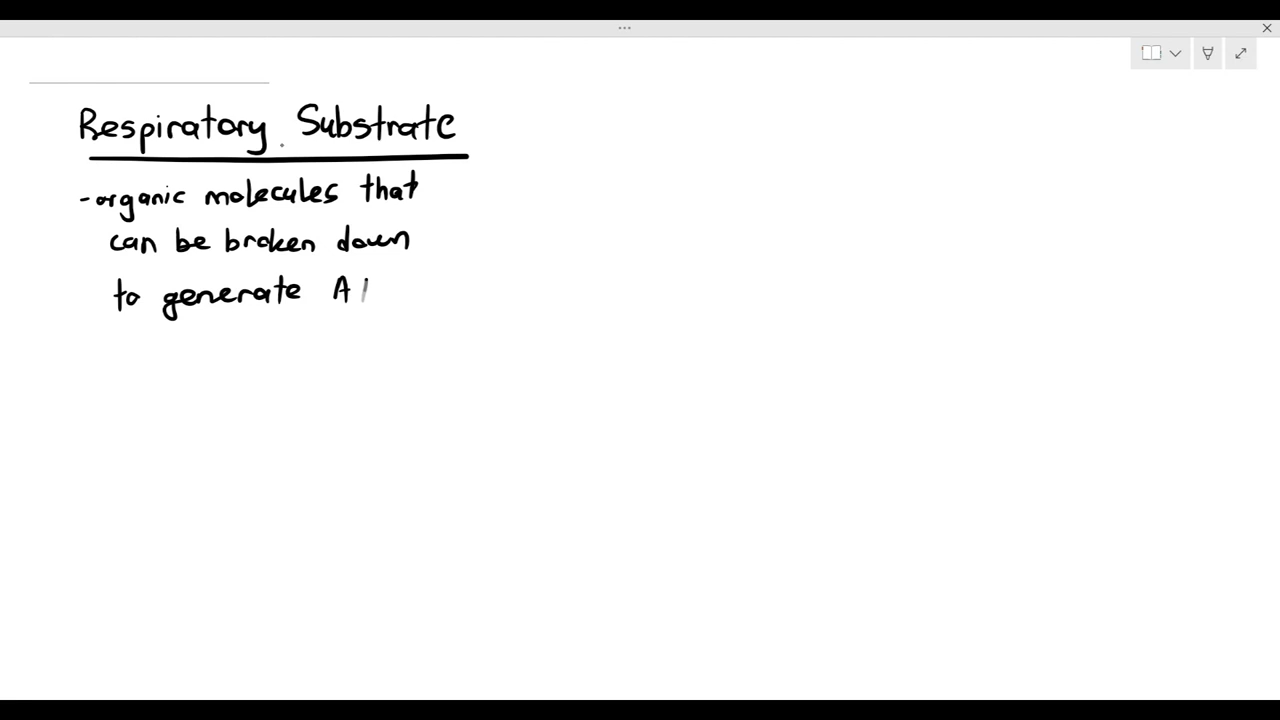 Respiratory Substrate
- organic molecules that
can be broken down
to generate A